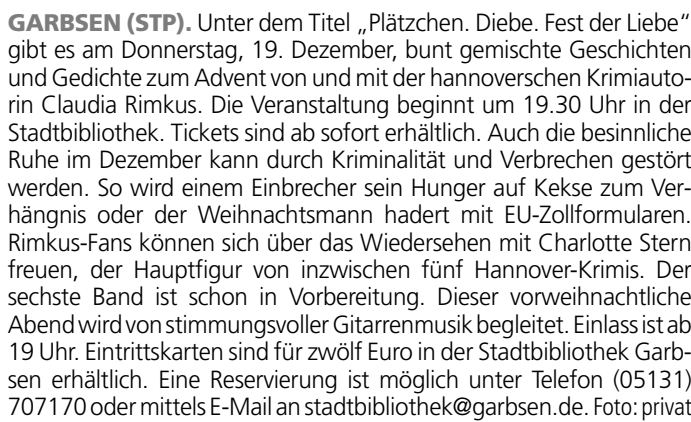 GARBSEN (STP). Unter dem Titel „Plätzchen. Diebe. Fest der Liebe“
gibt es am Donnerstag, 19. Dezember, bunt gemischte Geschichten
und Gedichte zum Advent von und mit der hannoverschen Krimiauto-
rin Claudia Rimkus. Die Veranstaltung beginnt um 19.30 Uhr in der
Stadtbibliothek. Tickets sind ab sofort erhältlich. Auch die besinnliche
Ruhe im Dezember kann durch Kriminalität und Verbrechen gestört
werden. So wird einem Einbrecher sein Hunger auf Kekse zum Ver-
hängnis oder der Weihnachtsmann hadert mit EU-Zollformularen.
Rimkus-Fans können sich über das Wiedersehen mit Charlotte Stern
freuen, der Hauptfigur von inzwischen fünf Hannover-Krimis. Der
sechste Band ist schon in Vorbereitung. Dieser vorweihnachtliche
Abend wird von stimmungsvoller Gitarrenmusik begleitet. Einlass ist ab
19 Uhr. Eintrittskarten sind für zwölf Euro in der Stadtbibliothek Garb-
sen erhältlich. Eine Reservierung ist möglich unter Telefon (05131)
707170 oder mittels E-Mail an stadtbibliothek@garbsen.de. Foto: privat